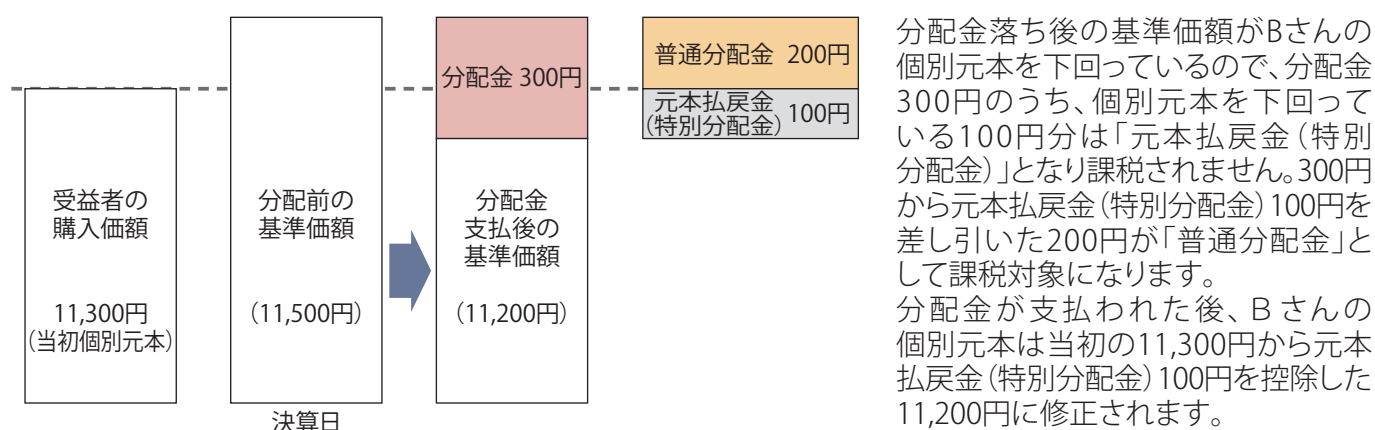 受益者の
購入価額
11,300円
(当初個別元本)
分配前の
基準価額
(11,500円)
決算日
分配金 300円
分配金
支払後の
基準価額
(11,200円)
普通分配金 200円
元本払戻金
(特別分配金) 100円
分配金落ち後の基準価額がBさんの
個別元本を下回っているので、分配金
300円のうち、個別元本を下回って
いる100円分は「元本払戻金(特別
分配金)」となり課税されません。300円
から元本払戻金(特別分配金)100円を
差し引いた200円が「普通分配金」と
して課税対象になります。
分配金が支払われた後、Bさんの
個別元本は当初の11,300円から元本
払戻金(特別分配金)100円を控除した
11,200円に修正されます。